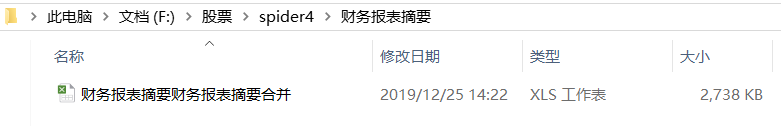 此电脑 > 文档 (F:) > 股票 > spider4 > 财务报表摘要
名称 修改日期 类型 大小
财务报表摘要财务报表摘要合并 2019/12/25 14:22 XLS 工作表 2,738 KB